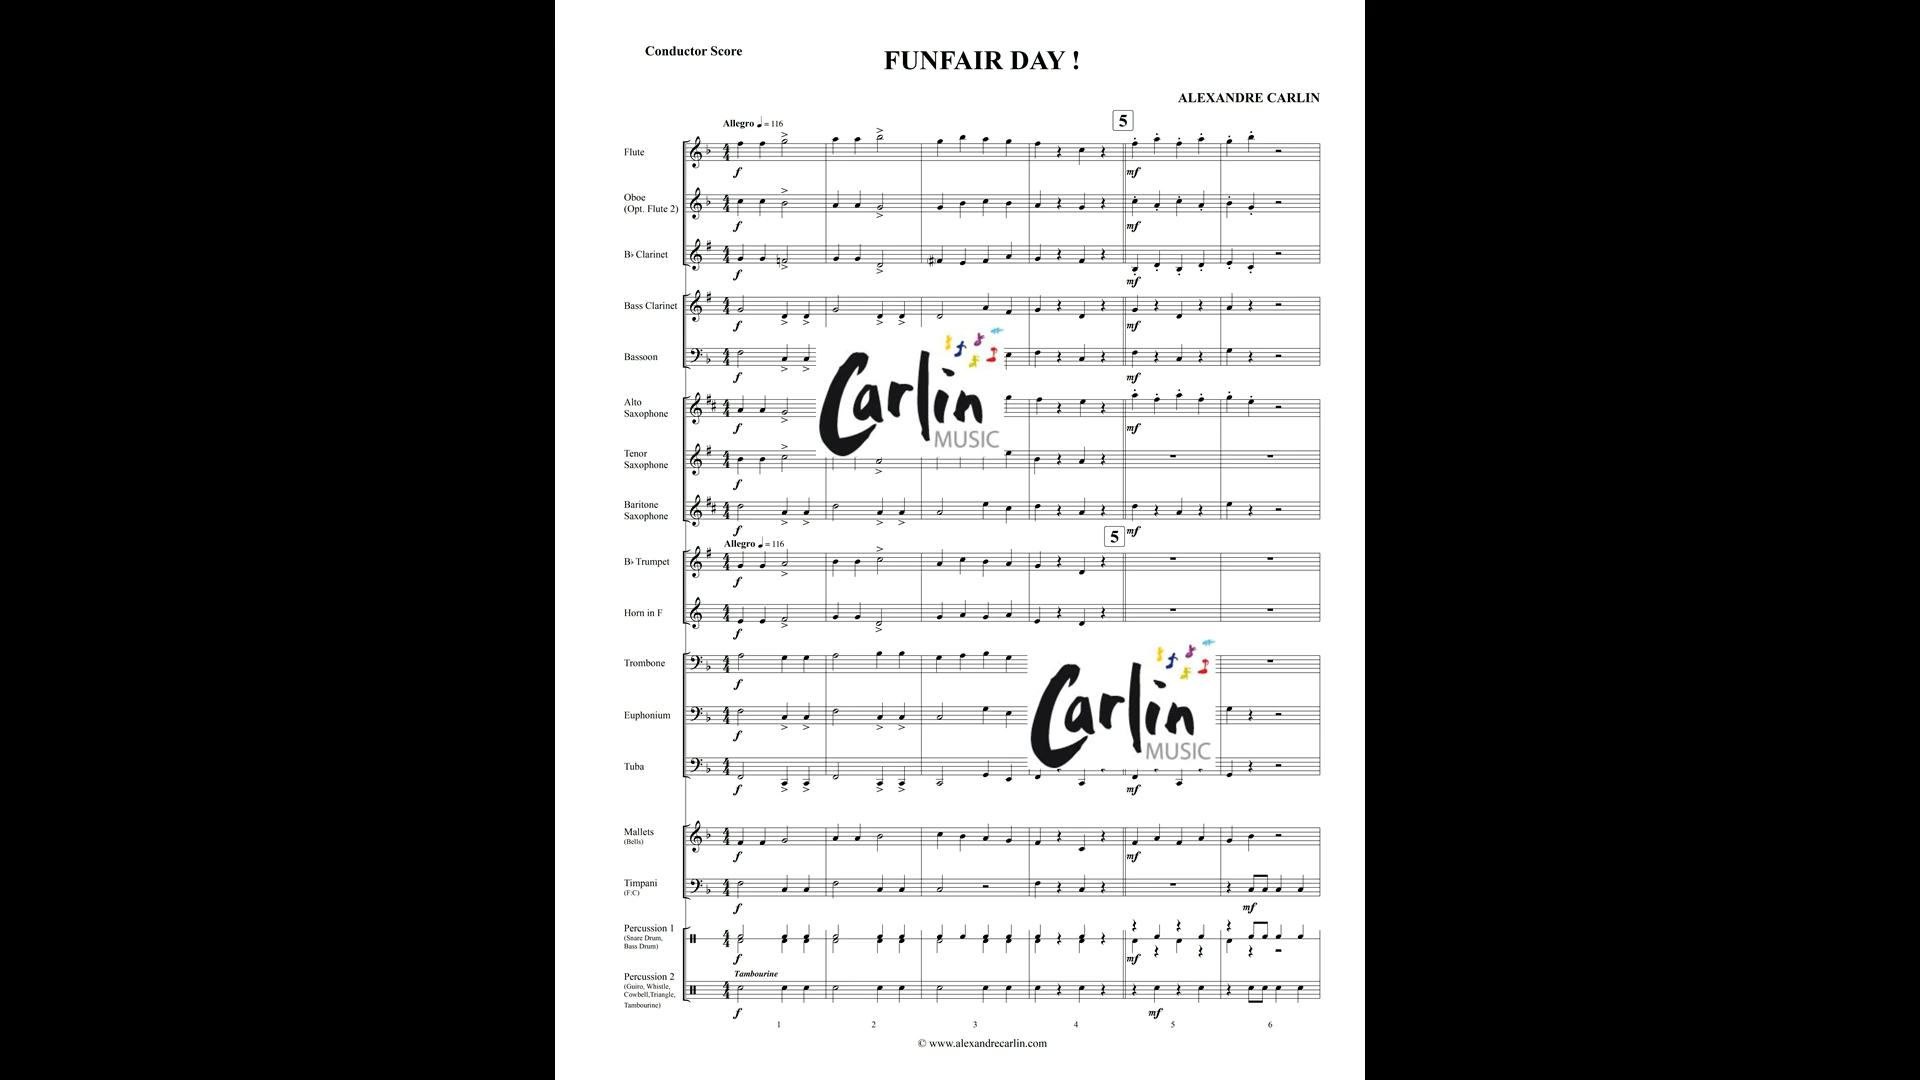 Conductor Score
FUNFAIR DAY !
ALEXANDRE CARLIN
5
Allegro ♩ = 116
Flute
f
mf
Oboe
(Opt. Flute 2)
f
mf
B♭ Clarinet
f
mf
Bass Clarinet
f
mf
Bassoon
f
mf
Carlin
MUSIC
Alto
Saxophone
f
mf
Tenor
Saxophone
f
Baritone
Saxophone
f
mf
Allegro ♩ = 116
5
B♭ Trumpet
f
Horn in F
f
Trombone
f
Carlin
MUSIC
Euphonium
f
Tuba
f
mf
Mallets
(Bells)
f
mf
Timpani
(F:C)
f
mf
Percussion 1
(Snare Drum,
Bass Drum)
f
mf
Tambourine
Percussion 2
(Guiro, Whistle,
Cowbell,Triangle,
Tambourine)
f
mf
1 2 3 4 5 6
© www.alexandrecarlin.com